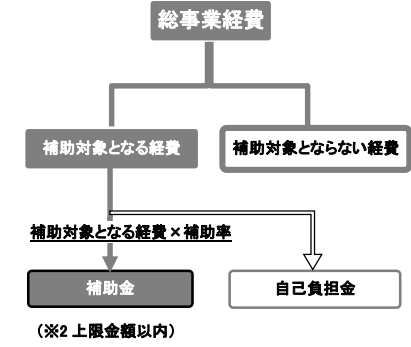 総事業経費
補助対象となる経費
補助対象とならない経費
補助対象となる経費×補助率
補助金
自己負担金
（※2 上限金額以内）